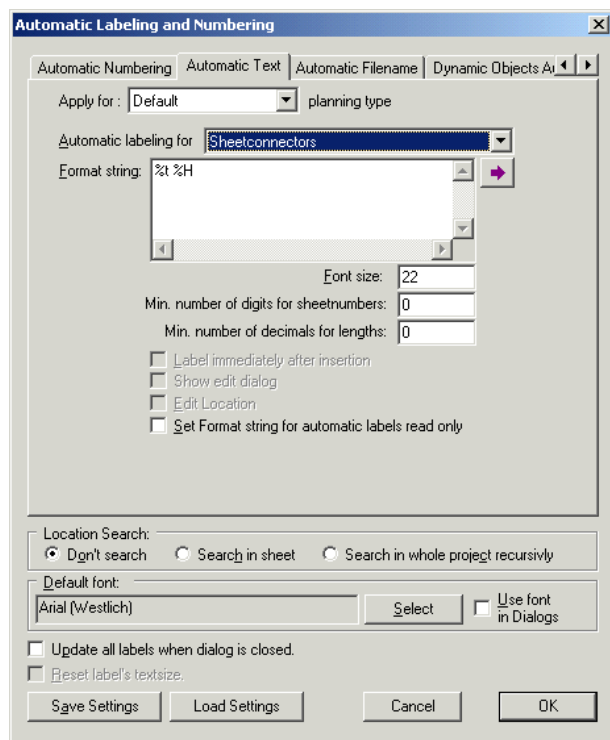 Automatic Labeling and Numbering
Automatic Numbering Automatic Text Automatic Filename Dynamic Objects Au
Apply for : Default planning type
Automatic labeling for Sheetconnectors
Format string: %t %H
Font size: 22
Min. number of digits for sheetnumbers: 0
Min. number of decimals for lengths: 0
Label immediately after insertion
Show edit dialog
Edit Location
Set Format string for automatic labels read only
Location Search:
Don't search Search in sheet Search in whole project recursivly
Default font:
Arial (Westlich) Select Use font in Dialogs
Update all labels when dialog is closed.
Reset label's textsize.
Save Settings Load Settings Cancel OK